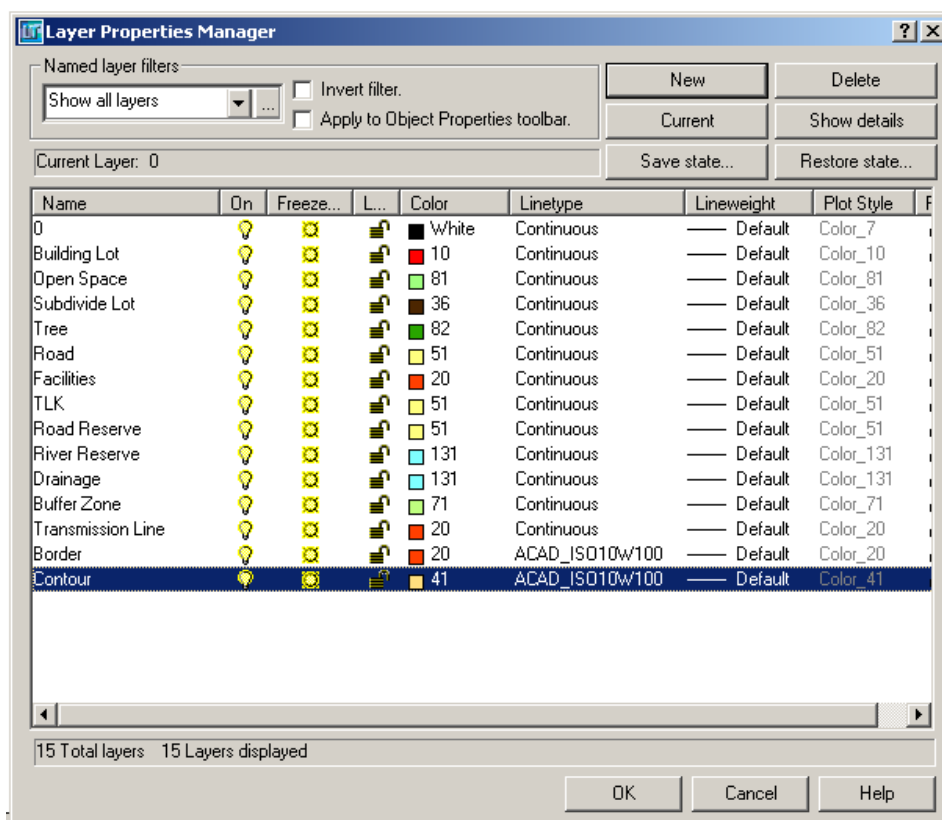 Layer Properties Manager
Named layer filters
Show all layers
...
Invert filter.
Apply to Object Properties toolbar.
New Delete
Current Show details
Current Layer: 0
Save state... Restore state...
Name On Freeze... L... Color Linetype Lineweight Plot Style
0 White Continuous Default Color_7
Building Lot 10 Continuous Default Color_10
Open Space 81 Continuous Default Color_81
Subdivide Lot 36 Continuous Default Color_36
Tree 82 Continuous Default Color_82
Road 51 Continuous Default Color_51
Facilities 20 Continuous Default Color_20
TLK 51 Continuous Default Color_51
Road Reserve 51 Continuous Default Color_51
River Reserve 131 Continuous Default Color_131
Drainage 131 Continuous Default Color_131
Buffer Zone 71 Continuous Default Color_71
Transmission Line 20 Continuous Default Color_20
Border 20 ACAD_ISO10W100 Default Color_20
Contour 41 ACAD_ISO10W100 Default Color_41
15 Total layers 15 Layers displayed
OK Cancel Help